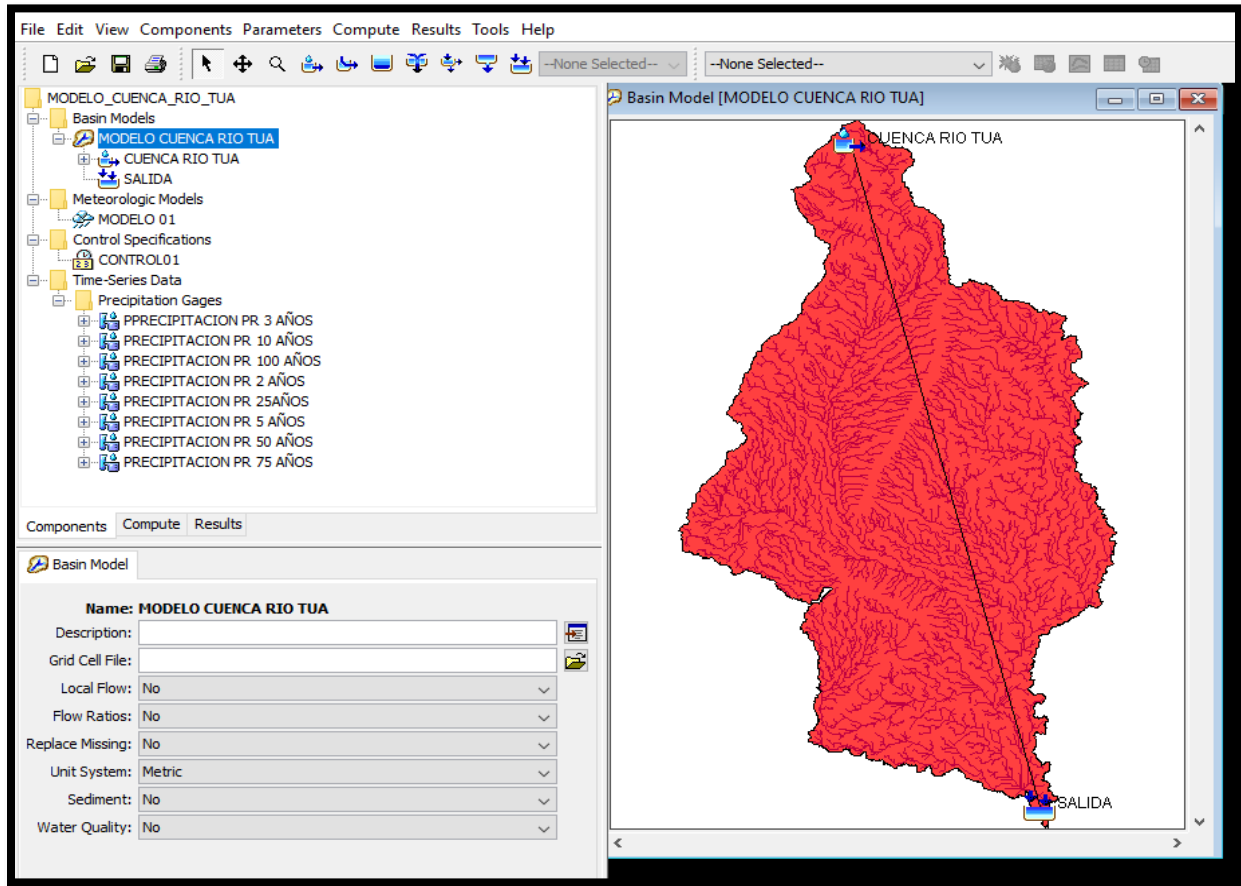 File Edit View Components Parameters Compute Results Tools Help
--None Selected-- --None Selected--
MODELO_CUENCA_RIO_TUA
Basin Models
MODELO CUENCA RIO TUA
CUENCA RIO TUA
SALIDA
Meteorologic Models
MODELO 01
Control Specifications
CONTROL01
Time-Series Data
Precipitation Gages
PPRECIPITACION PR 3 AÑOS
PRECIPITACION PR 10 AÑOS
PRECIPITACION PR 100 AÑOS
PRECIPITACION PR 2 AÑOS
PRECIPITACION PR 25AÑOS
PRECIPITACION PR 5 AÑOS
PRECIPITACION PR 50 AÑOS
PRECIPITACION PR 75 AÑOS
Components Compute Results
Basin Model
Name: MODELO CUENCA RIO TUA
Description:
Grid Cell File:
Local Flow: No
Flow Ratios: No
Replace Missing: No
Unit System: Metric
Sediment: No
Water Quality: No
Basin Model [MODELO CUENCA RIO TUA]
CUENCA RIO TUA
SALIDA